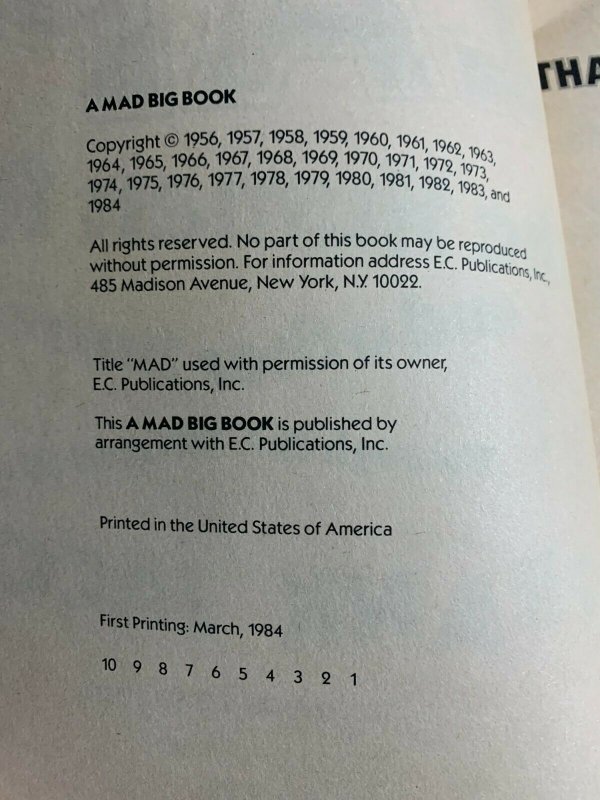 A MAD BIG BOOK
Copyright © 1956, 1957, 1958, 1959, 1960, 1961, 1962, 1963,
1964, 1965, 1966, 1967, 1968, 1969, 1970, 1971, 1972, 1973,
1974, 1975, 1976, 1977, 1978, 1979, 1980, 1981, 1982, 1983, and
1984
All rights reserved. No part of this book may be reproduced
without permission. For information address E.C. Publications, Inc.,
485 Madison Avenue, New York, N.Y. 10022.
Title "MAD" used with permission of its owner,
E.C. Publications, Inc.
This A MAD BIG BOOK is published by
arrangement with E.C. Publications, Inc.
Printed in the United States of America
First Printing: March, 1984
10 9 8 7 6 5 4 3 2 1
THA